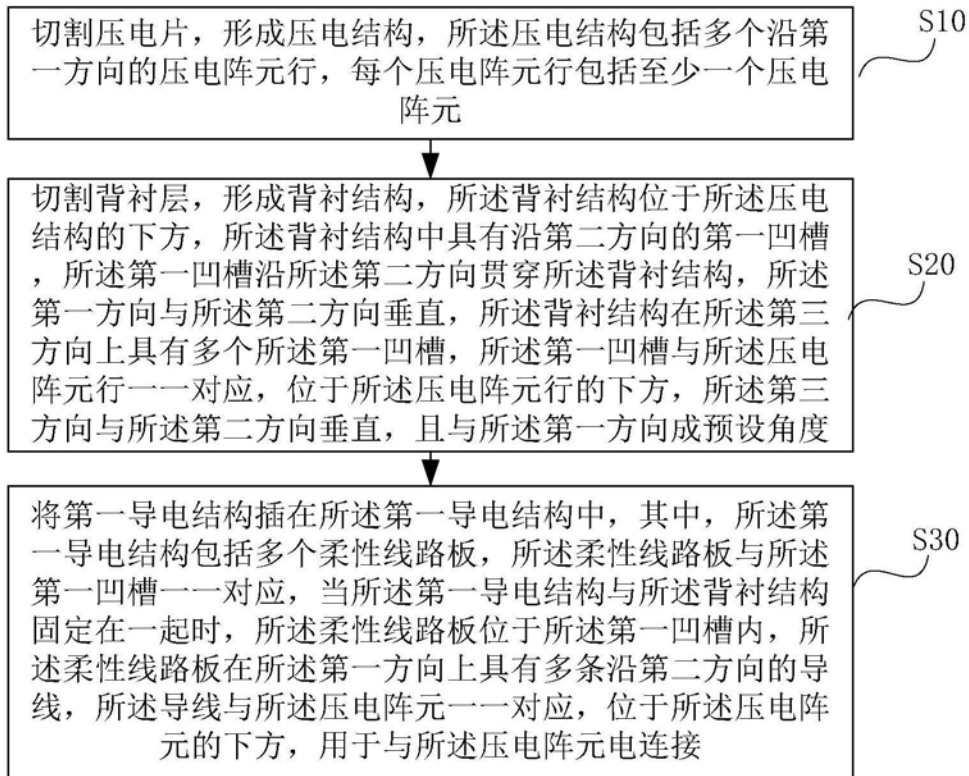 切割压电片，形成压电结构，所述压电结构包括多个沿第
一方向的压电阵元行，每个压电阵元行包括至少一个压电
阵元
S10
切割背衬层，形成背衬结构，所述背衬结构位于所述压电
结构的下方，所述背衬结构中具有沿第二方向的第一凹槽
，所述第一凹槽沿所述第二方向贯穿所述背衬结构，所述
第一方向与所述第二方向垂直，所述背衬结构在所述第三
方向上具有多个所述第一凹槽，所述第一凹槽与所述压电
阵元行一一对应，位于所述压电阵元行的下方，所述第三
方向与所述第二方向垂直，且与所述第一方向成预设角度
S20
将第一导电结构插在所述第一导电结构中，其中，所述第
一导电结构包括多个柔性线路板，所述柔性线路板与所述
第一凹槽一一对应，当所述第一导电结构与所述背衬结构
固定在一起时，所述柔性线路板位于所述第一凹槽内，所
述柔性线路板在所述第一方向上具有多条沿第二方向的导
线，所述导线与所述压电阵元一一对应，位于所述压电阵
元的下方，用于与所述压电阵元电连接
S30